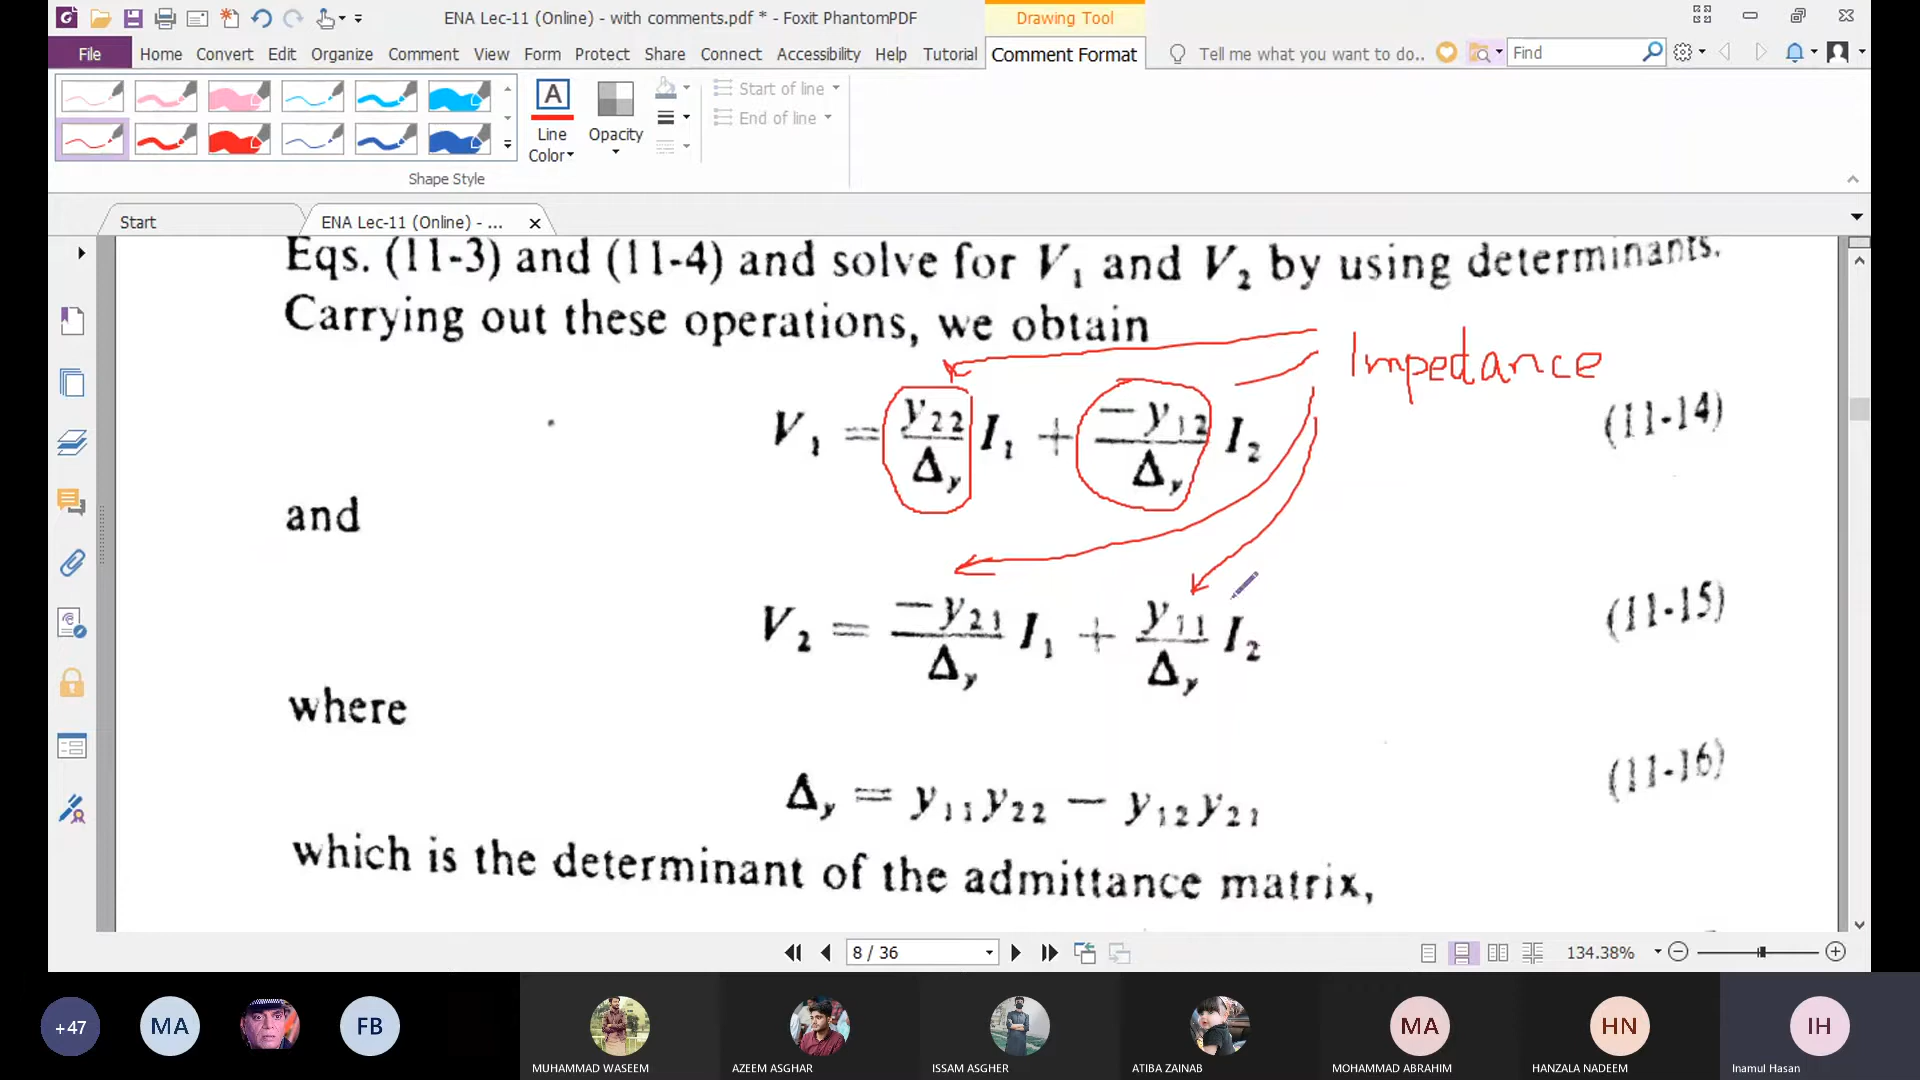 ENA Lec-11 (Online) - with comments.pdf * - Foxit PhantomPDF
Drawing Tool
File Home Convert Edit Organize Comment View Form Protect Share Connect Accessibility Help Tutorial Comment Format Tell me what you want to do.. Find
Start of line
End of line
Line
Color
Opacity
Shape Style
Start
ENA Lec-11 (Online) - ...
Eqs. (11-3) and (11-4) and solve for V₁ and V₂ by using determinants.
Carrying out these operations, we obtain
Impedance
V₁ = y₂₂/Δy I₁ + −y₁₂/Δy I₂ (11-14)
and
V₂ = −y₂₁/Δy I₁ + y₁₁/Δy I₂ (11-15)
where
Δy = y₁₁y₂₂ − y₁₂y₂₁ (11-16)
which is the determinant of the admittance matrix,
8 / 36
134.38%
+47
MA
FB
MA
HN
IH
MUHAMMAD WASEEM
AZEEM ASGHAR
ISSAM ASGHER
ATIBA ZAINAB
MOHAMMAD ABRAHIM
HANZALA NADEEM
Inamul Hasan